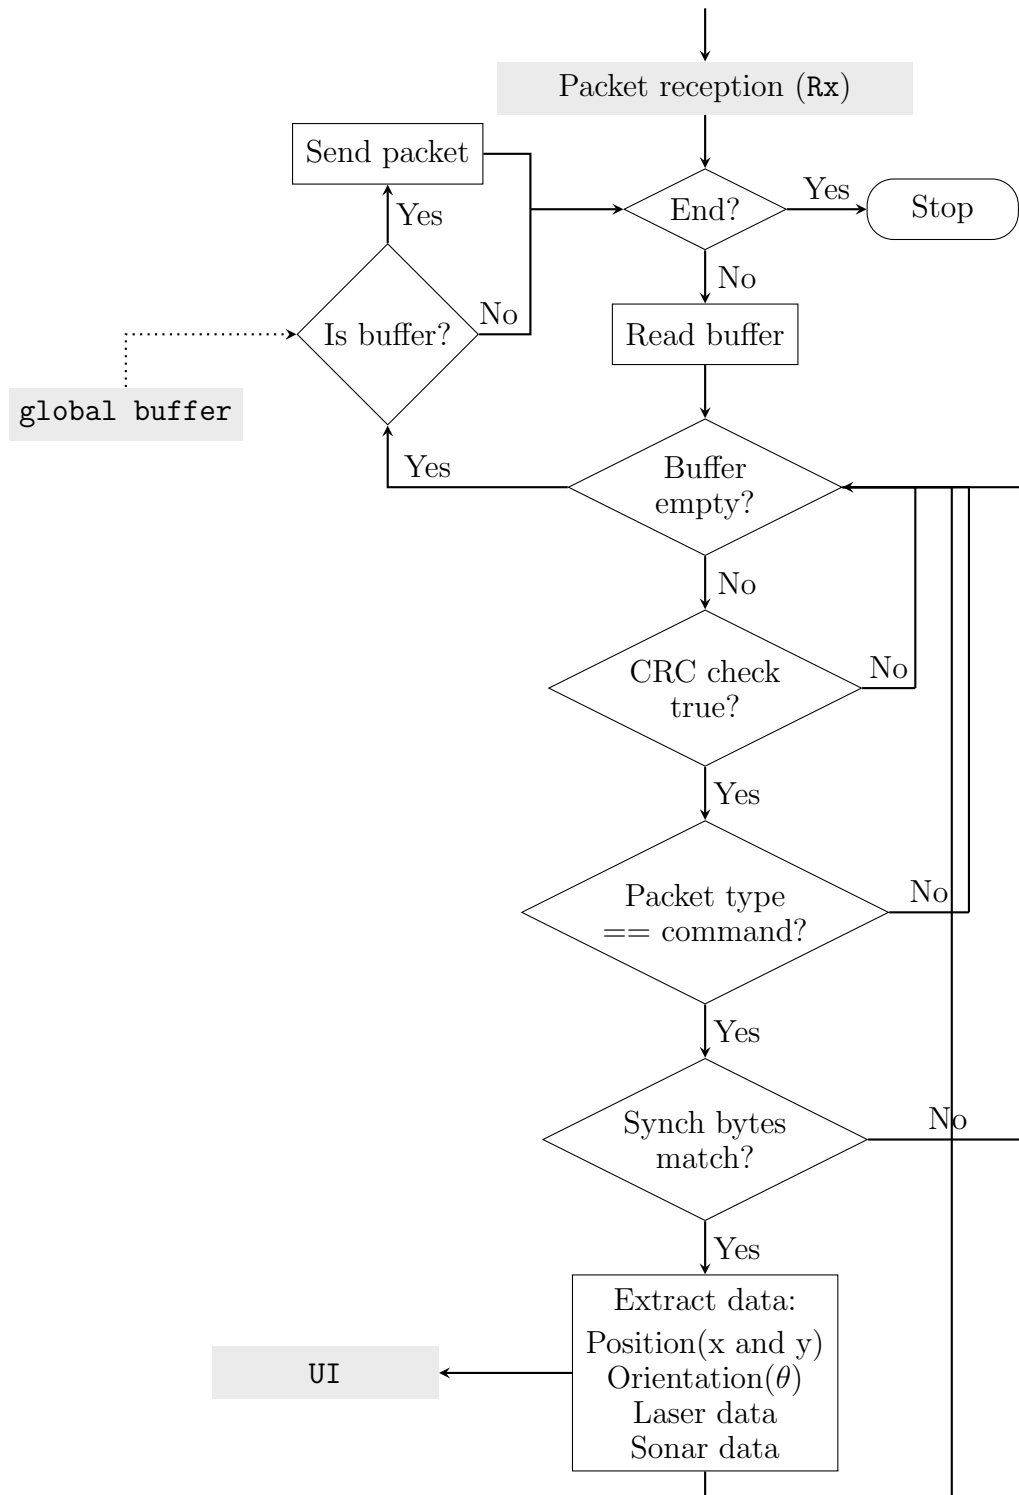 Packet reception (Rx)
Send packet
Yes
End?
Yes
Stop
No
Is buffer?
No
Read buffer
global buffer
Yes
Buffer
empty?
No
CRC check
true?
No
Yes
Packet type
== command?
No
Yes
Synch bytes
match?
No
Yes
Extract data:
Position(x and y)
Orientation(θ)
Laser data
Sonar data
UI